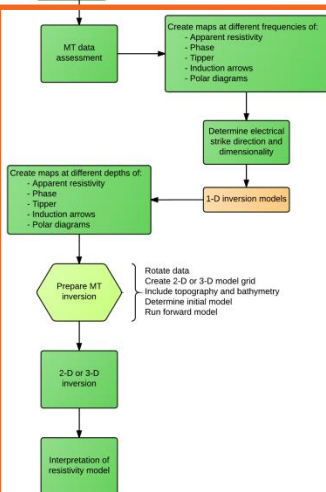 MT data
assessment
Create maps at different frequencies of:
- Apparent resistivity
- Phase
- Tipper
- Induction arrows
- Polar diagrams
Determine electrical
strike direction and
dimensionality
1-D inversion models
Create maps at different depths of:
- Apparent resistivity
- Phase
- Tipper
- Induction arrows
- Polar diagrams
Prepare MT
inversion
Rotate data
Create 2-D or 3-D model grid
Include topography and bathymetry
Determine initial model
Run forward model
2-D or 3-D
inversion
Interpretation of
resistivity model